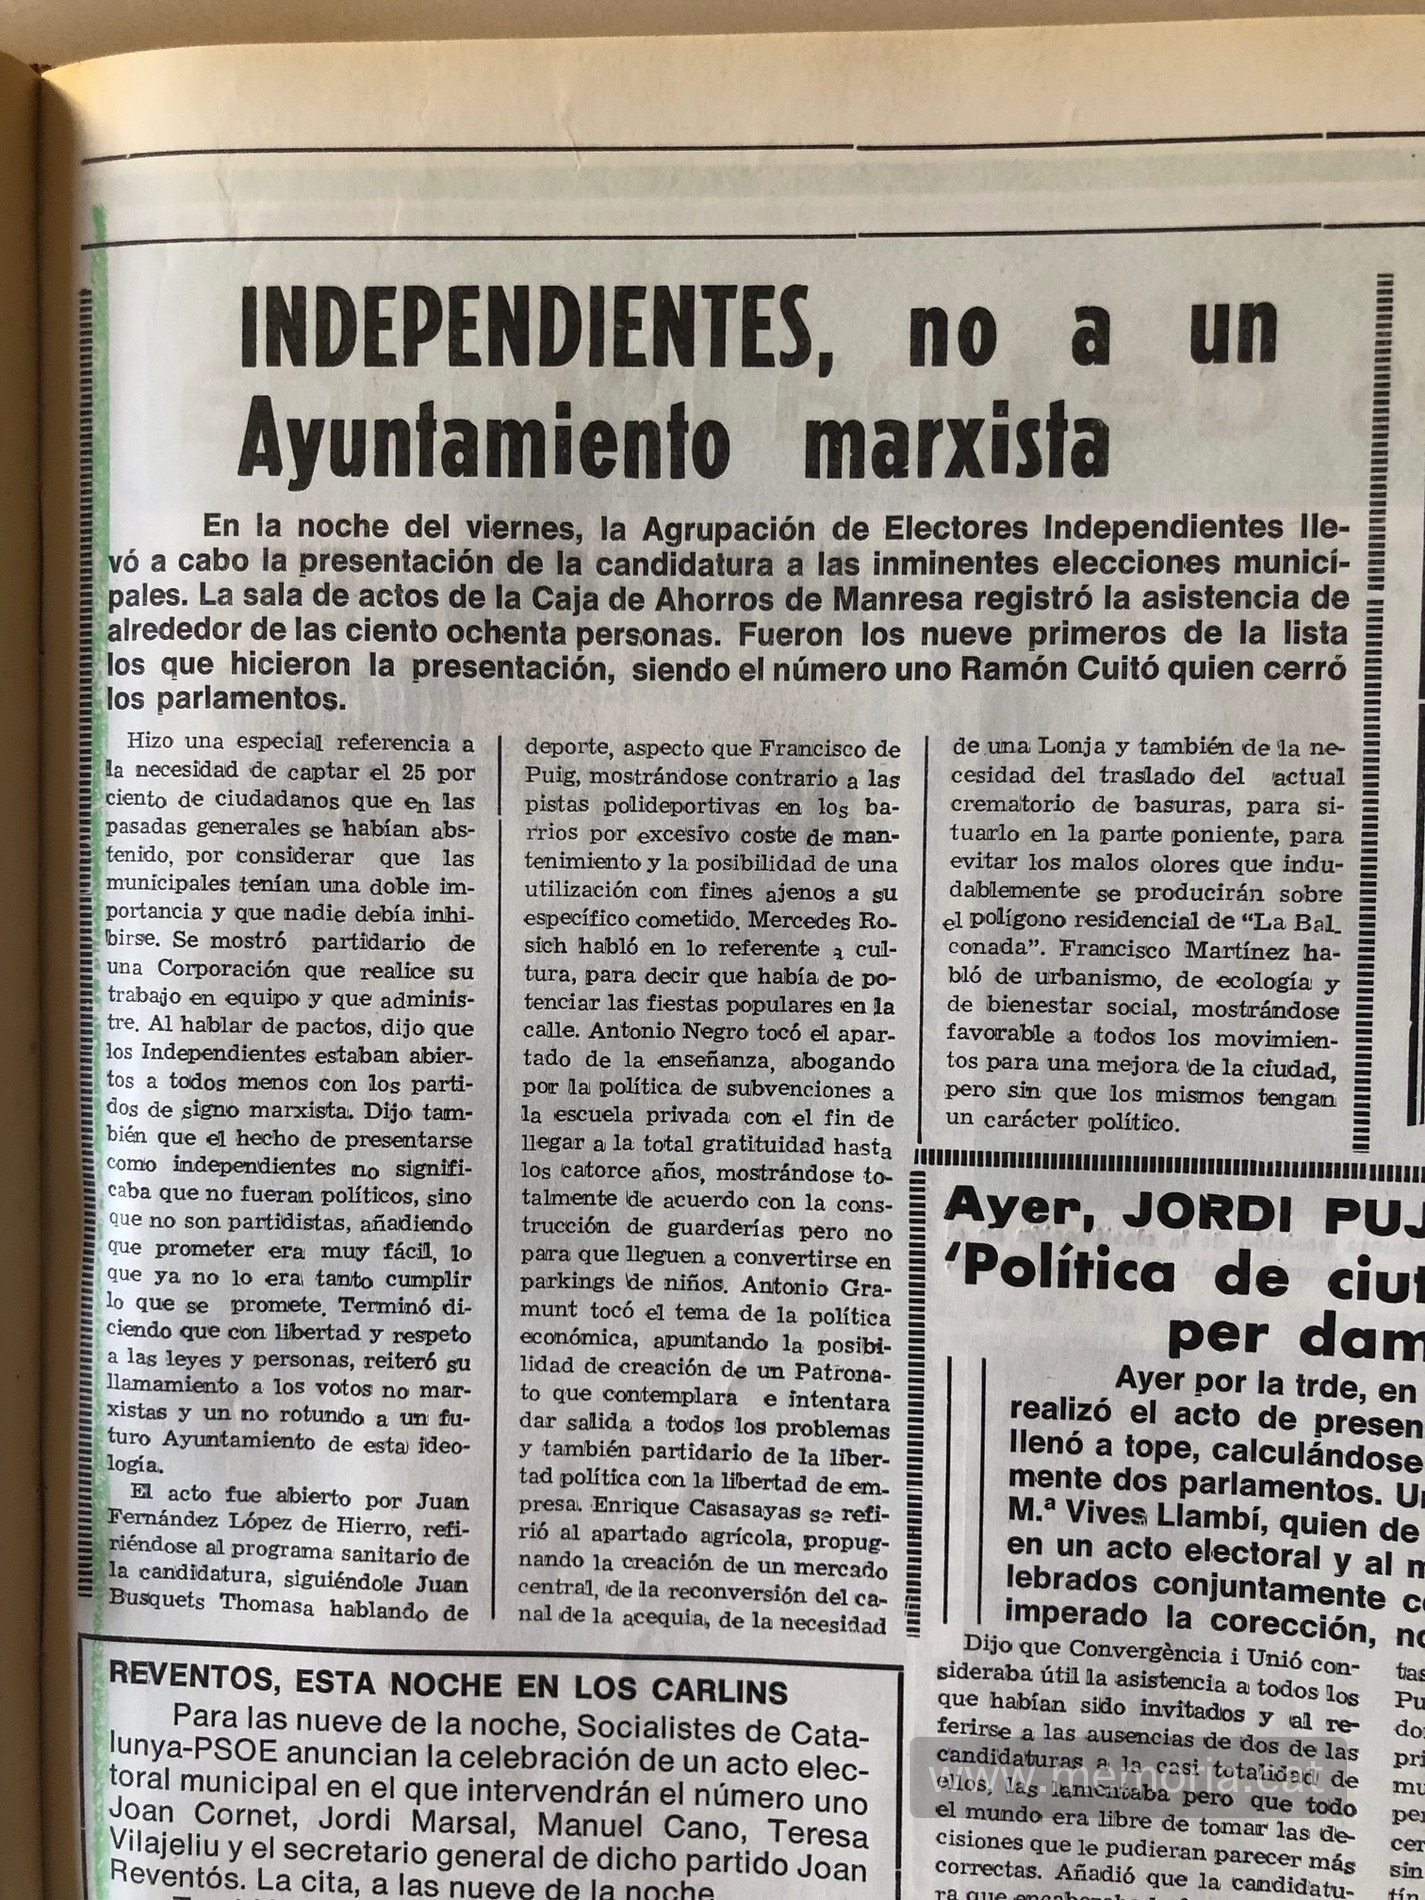 INDEPENDIENTES, no a un
Ayuntamiento marxista
En la noche del viernes, la Agrupación de Electores Independientes lle-
vó a cabo la presentación de la candidatura a las inminentes elecciones municí-
pales. La sala de actos de la Caja de Ahorros de Manresa registró la asistencia de
alrededor de las ciento ochenta personas. Fueron los nueve primeros de la lista
los que hicieron la presentación, siendo el número uno Ramón Cuitó quien cerró
los parlamentos.
Hizo una especial referencia a
la necesidad de captar el 25 por
ciento de ciudadanos que en las
pasadas generales se habían abs-
tenido, por considerar que las
municipales tenían una doble im-
portancia y que nadie debía inhi-
birse. Se mostró partidario de
una Corporación que realice su
trabajo en equipo y que adminis-
tre. Al hablar de pactos, dijo que
los Independientes estaban abier-
tos a todos menos con los parti-
dos de signo marxista. Dijo tam-
bién que el hecho de presentarse
como independientes no signifi-
caba que no fueran políticos, sino
que no son partidistas, añadiendo
que prometer era muy fácil, lo
que ya no lo era tanto cumplir
lo que se promete. Terminó di-
ciendo que con libertad y respeto
a las leyes y personas, reiteró su
llamamiento a los votos no mar-
xistas y un no rotundo a un fu-
turo Ayuntamiento de esta ideo-
logía.
El acto fue abierto por Juan
Fernández López de Hierro, refi-
riéndose al programa sanitario de
la candidatura, siguiéndole Juan
Busquets Thomasa hablando de
deporte, aspecto que Francisco de
Puig, mostrándose contrario a las
pistas polideportivas en los ba-
rrios por excesivo coste de man-
tenimiento y la posibilidad de una
utilización con fines ajenos a su
específico cometido. Mercedes Ro-
sich habló en lo referente a cul-
tura, para decir que había de po-
tenciar las fiestas populares en la
calle. Antonio Negro tocó el apar-
tado de la enseñanza, abogando
por la política de subvenciones a
la escuela privada con el fin de
llegar a la total gratituidad hasta
los catorce años, mostrándose to-
talmente de acuerdo con la cons-
trucción de guarderías pero no
para que lleguen a convertirse en
parkings de niños. Antonio Gra-
munt tocó el tema de la política
económica, apuntando la posibi-
lidad de creación de un Patrona-
to que contemplara e intentara
dar salida a todos los problemas
y también partidario de la liber-
tad política con la libertad de em-
presa. Enrique Casasayas se refi-
rió al apartado agrícola, propug-
nando la creación de un mercado
central, de la reconversión del ca-
nal de la acequia, de la necesidad
de una Lonja y también de la ne-
cesidad del traslado del actual
crematorio de basuras, para si-
tuarlo en la parte poniente, para
evitar los malos olores que indu-
dablemente se producirán sobre
el polígono residencial de "La Bal_
conada". Francisco Martínez ha-
bló de urbanismo, de ecología y
de bienestar social, mostrándose
favorable a todos los movimien-
tos para una mejora de la ciudad,
pero sin que los mismos tengan
un carácter político.
REVENTOS, ESTA NOCHE EN LOS CARLINS
Para las nueve de la noche, Socialistes de Cata-
lunya-PSOE anuncian la celebración de un acto elec-
toral municipal en el que intervendrán el número uno
Joan Cornet, Jordi Marsal, Manuel Cano, Teresa
Vilajeliu y el secretario general de dicho partido Joan
Reventós. La cita, a las nueve de la noche.
Ayer, JORDI PUJ
'Política de ciut
per dam
Ayer por la trde, en
realizó el acto de presen
llenó a tope, calculándose
mente dos parlamentos. U
M.ª Vives Llambí, quien de
en un acto electoral y al m
lebrados conjuntamente c
imperado la corección, no
Dijo que Convergència i Unió con-
sideraba útil la asistencia a todos los
que habían sido invitados y al re-
ferirse a las ausencias de dos de las
candidaturas a la casi totalidad de
ellos, las lamentaba pero que todo
el mundo era libre de tomar las de-
cisiones que le pudieran parecer más
correctas. Añadió que la candidatu-
tas
Pu
do
pri
mu
per
cer
sin
www.memoria.cat